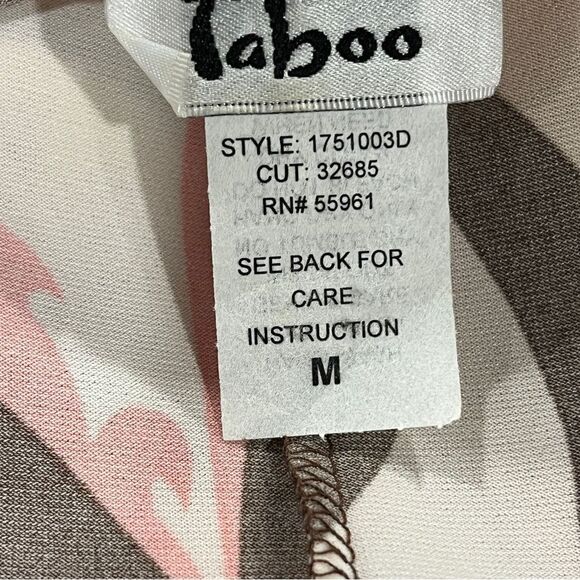 Taboo
STYLE: 1751003D
CUT: 32685
RN# 55961
SEE BACK FOR
CARE
INSTRUCTION
M